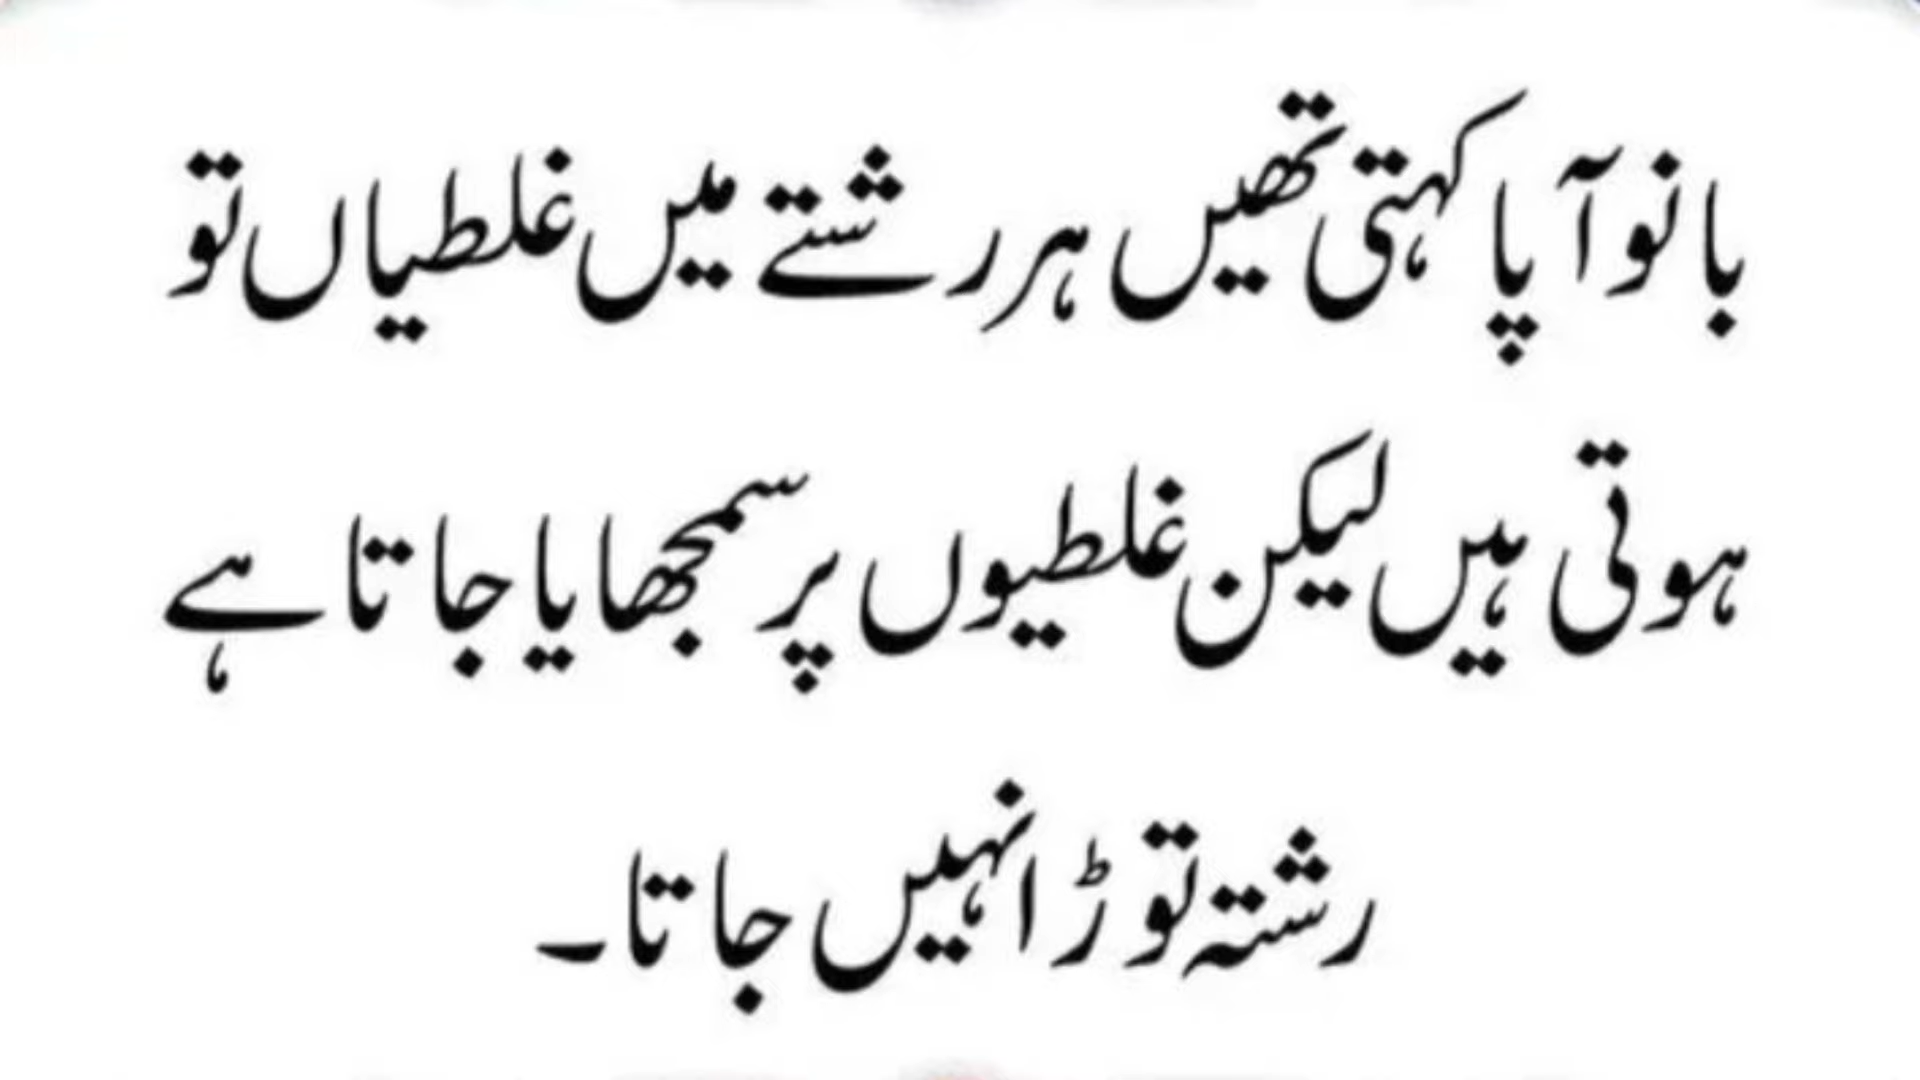 بانو آپا کہتی تھیں ہر رشتے میں غلطیاں تو
ہوتی ہیں لیکن غلطیوں پر سمجھایا جاتا ہے
رشتہ توڑا نہیں جاتا۔